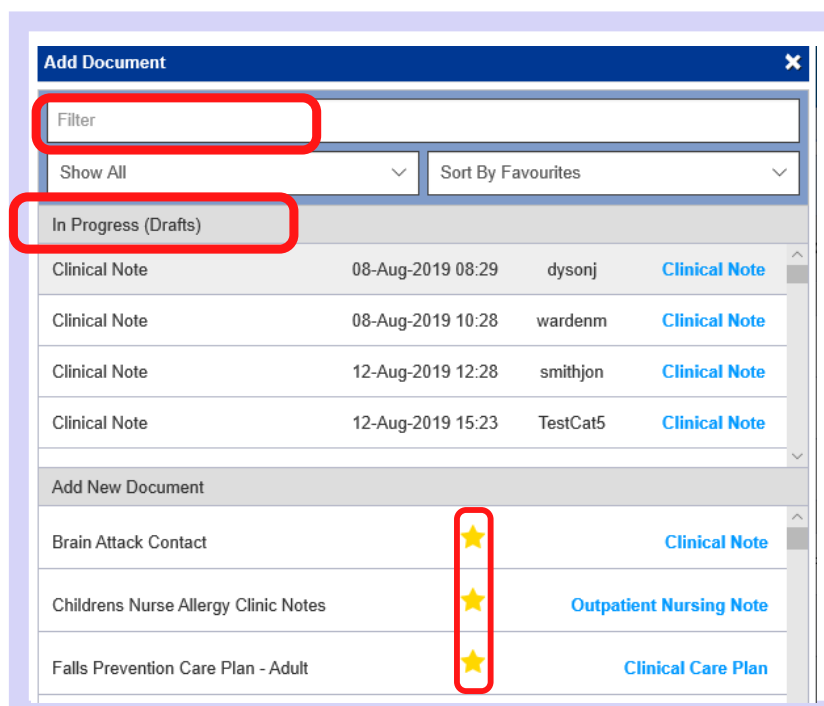 Add Document
Filter
Show All Sort By Favourites
In Progress (Drafts)
Clinical Note 08-Aug-2019 08:29 dysonj Clinical Note
Clinical Note 08-Aug-2019 10:28 wardenm Clinical Note
Clinical Note 12-Aug-2019 12:28 smithjon Clinical Note
Clinical Note 12-Aug-2019 15:23 TestCat5 Clinical Note
Add New Document
Brain Attack Contact Clinical Note
Childrens Nurse Allergy Clinic Notes Outpatient Nursing Note
Falls Prevention Care Plan - Adult Clinical Care Plan